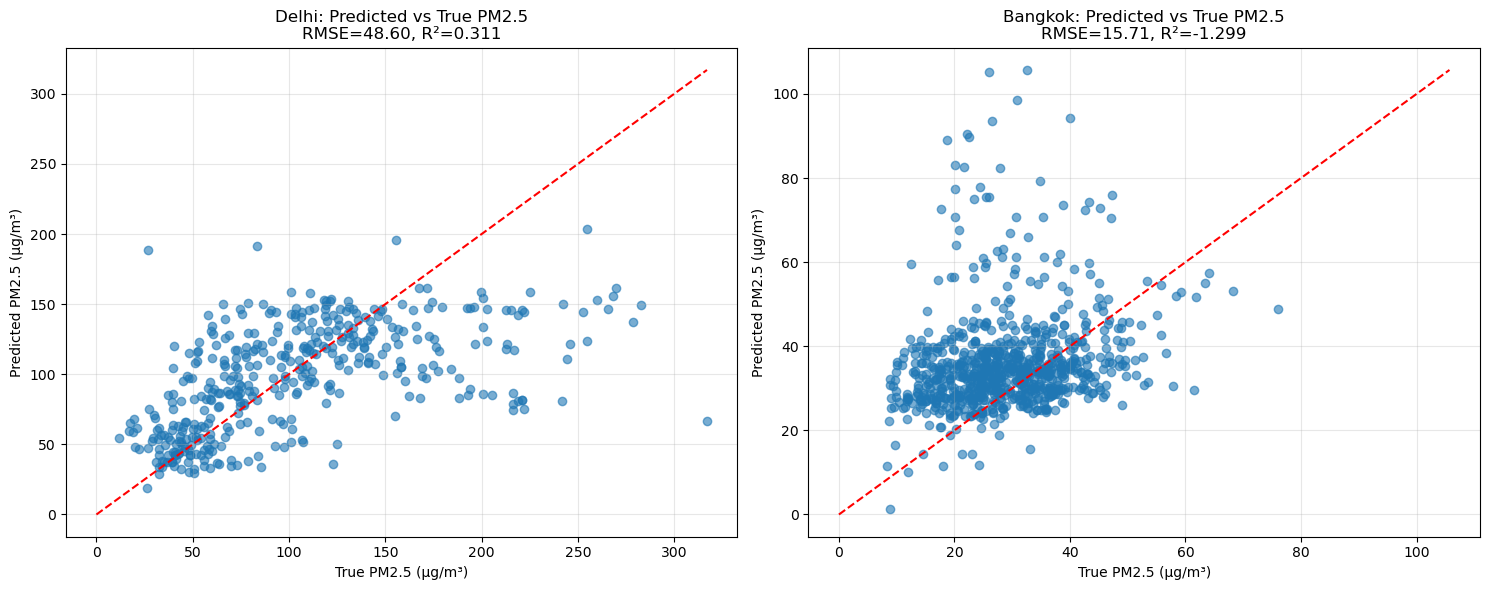 Delhi: Predicted vs True PM2.5
RMSE=48.60, R²=0.311
Predicted PM2.5 (μg/m³)
300
250
200
150
100
50
0
0 50 100 150 200 250 300
True PM2.5 (μg/m³)
Bangkok: Predicted vs True PM2.5
RMSE=15.71, R²=-1.299
Predicted PM2.5 (μg/m³)
100
80
60
40
20
0
0 20 40 60 80 100
True PM2.5 (μg/m³)